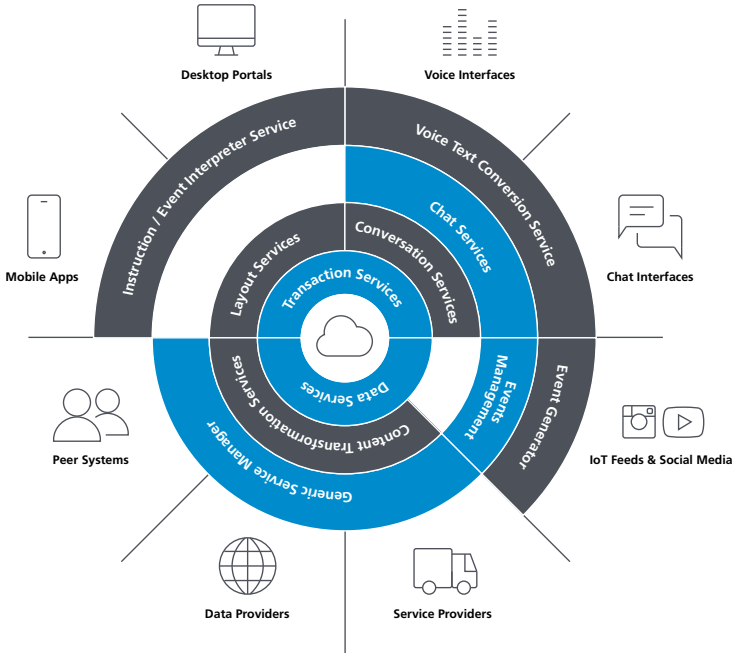 Desktop Portals
Voice Interfaces
Instruction / Event Interpreter Service
Voice Text Conversion Service
Chat Services
Layout Services
Conversation Services
Transaction Services
Mobile Apps
Chat Interfaces
Data Services
Content Transformation Services
Generic Service Manager
Events
Management
Event Generator
Peer Systems
IoT Feeds & Social Media
Data Providers
Service Providers